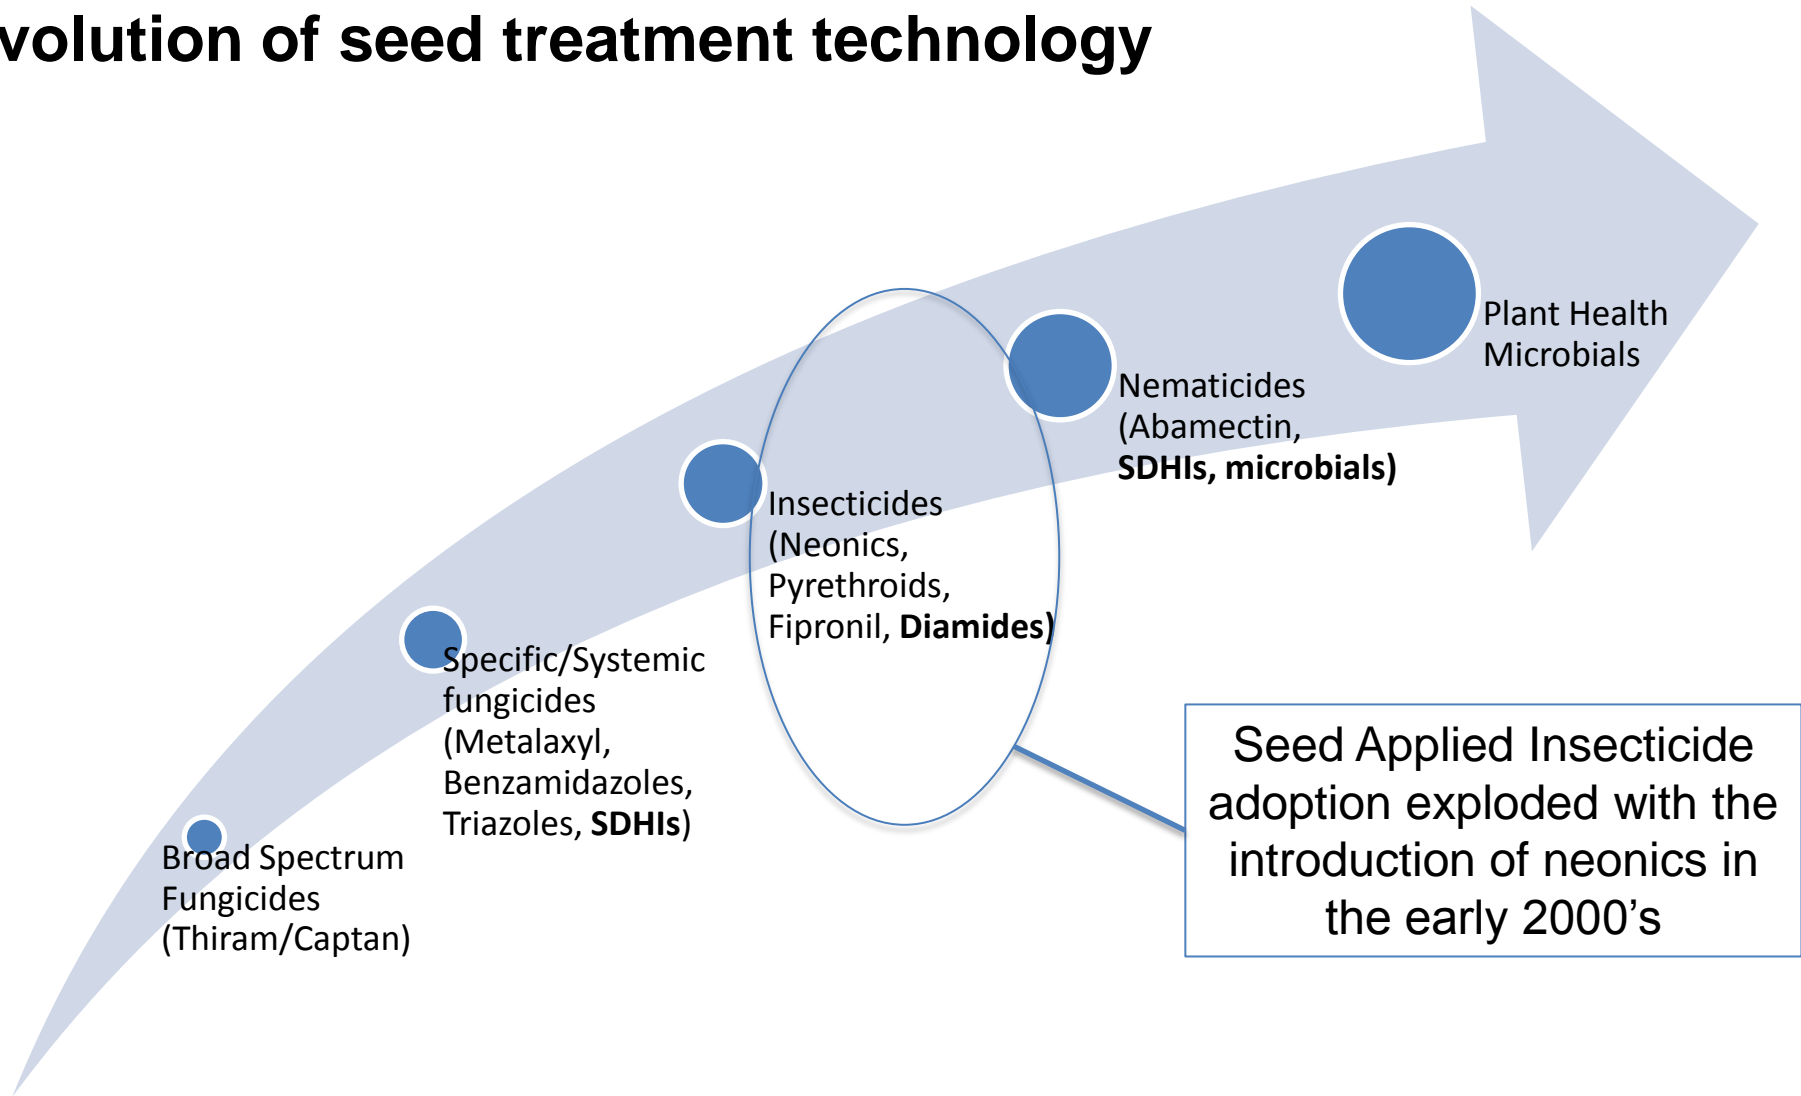 volution of seed treatment technology
Plant Health
Microbials
Nematicides
(Abamectin,
SDHIs, microbials)
Insecticides
(Neonics,
Pyrethroids,
Fipronil, Diamides)
Specific/Systemic
fungicides
(Metalaxyl,
Benzamidazoles,
Triazoles, SDHIs)
Broad Spectrum
Fungicides
(Thiram/Captan)
Seed Applied Insecticide
adoption exploded with the
introduction of neonics in
the early 2000’s